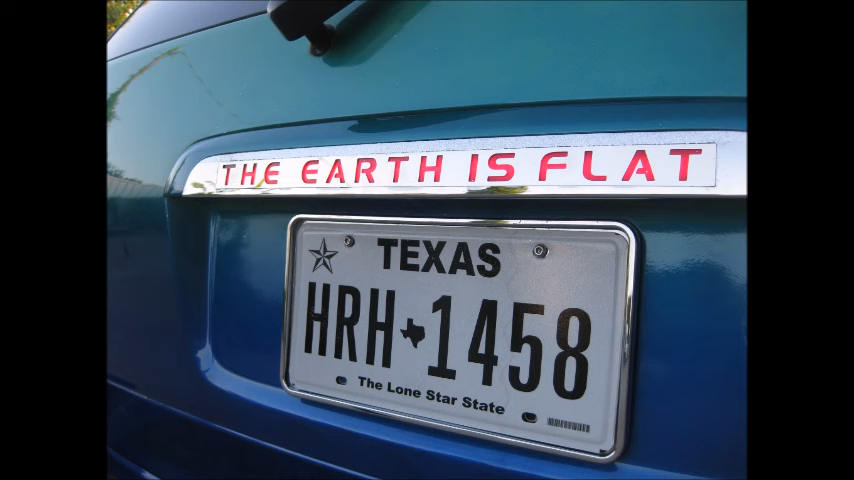 THE EARTH IS FLAT
TEXAS
HRH 1458
The Lone Star State